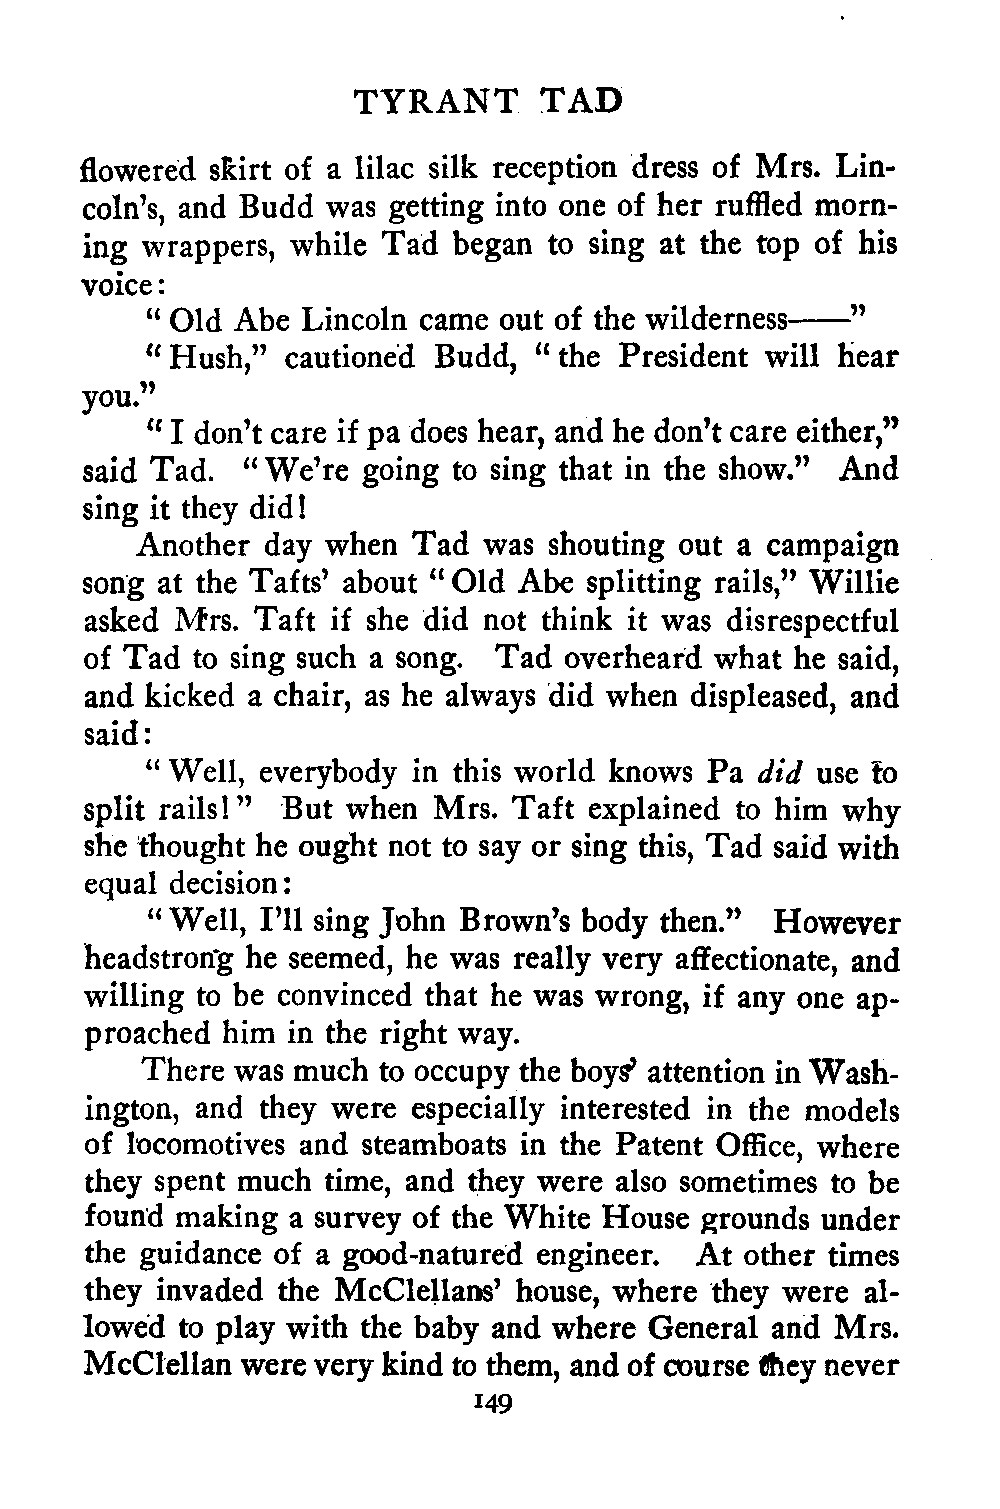 TYRANT TAD
flowered skirt of a lilac silk reception dress of Mrs. Lin-
coln's, and Budd was getting into one of her ruffled morn-
ing wrappers, while Tad began to sing at the top of his
voice:
“Old Abe Lincoln came out of the wilderness——”
“Hush,” cautioned Budd, “the President will hear
you.”
“I don't care if pa does hear, and he don't care either,”
said Tad. “We're going to sing that in the show.” And
sing it they did!
Another day when Tad was shouting out a campaign
song at the Tafts' about “Old Abe splitting rails,” Willie
asked Mrs. Taft if she did not think it was disrespectful
of Tad to sing such a song. Tad overheard what he said,
and kicked a chair, as he always did when displeased, and
said:
“Well, everybody in this world knows Pa did use to
split rails!” But when Mrs. Taft explained to him why
she thought he ought not to say or sing this, Tad said with
equal decision:
“Well, I'll sing John Brown's body then.” However
headstrong he seemed, he was really very affectionate, and
willing to be convinced that he was wrong, if any one ap-
proached him in the right way.
There was much to occupy the boys' attention in Wash-
ington, and they were especially interested in the models
of locomotives and steamboats in the Patent Office, where
they spent much time, and they were also sometimes to be
found making a survey of the White House grounds under
the guidance of a good-natured engineer. At other times
they invaded the McClellans' house, where they were al-
lowed to play with the baby and where General and Mrs.
McClellan were very kind to them, and of course they never
149